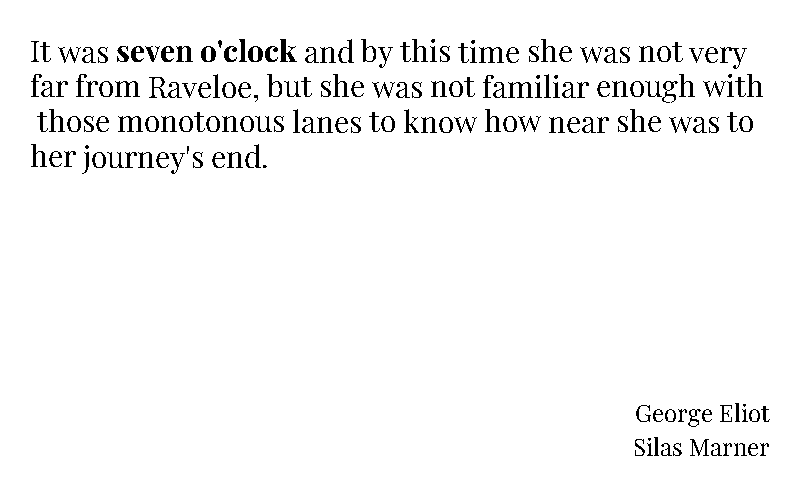 It was seven o'clock and by this time she was not very
far from Raveloe, but she was not familiar enough with
those monotonous lanes to know how near she was to
her journey's end.
George Eliot
Silas Marner